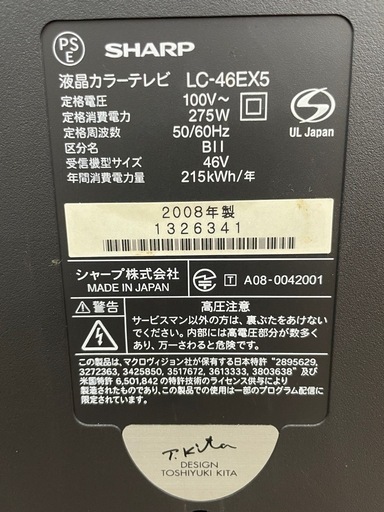 PS
E
SHARP
液晶カラーテレビ LC-46EX5
定格電圧 100V~
定格消費電力 275W
定格周波数 50/60Hz
区分名 BII
受信機型サイズ 46V
年間消費電力量 215kWh/年
S
UL Japan
2008年製
1326341
シャープ株式会社
MADE IN JAPAN
T A08-0042001
警告 高圧注意
サービスマン以外の方は、裏ぶたをあけない
でください。内部には高電圧部分が数多く
あり、万一さわると危険です。
この製品は、マクロヴィジョン社が保有する日本特許 "2895629,
3272363, 3425850, 3517672, 3613333, 3803638" 及び
米国特許 6,501,842 の特許技術のライセンス供与により
製造されたものであり、この製品での使用は一部のプログラム配信に
限定されています。
T.Kita
DESIGN
TOSHIYUKI KITA